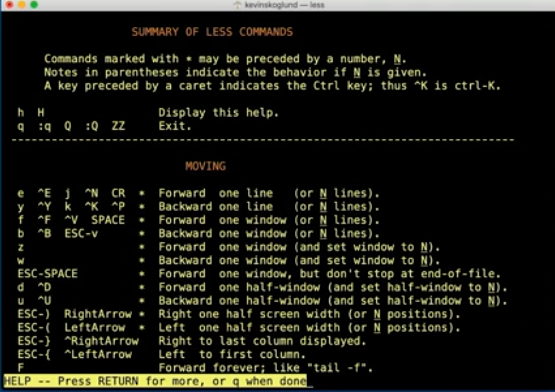 kevinskoglund — less
SUMMARY OF LESS COMMANDS
Commands marked with * may be preceded by a number, N.
Notes in parentheses indicate the behavior if N is given.
A key preceded by a caret indicates the Ctrl key; thus ^K is ctrl-K.
h H Display this help.
q :q Q :Q ZZ Exit.
---------------------------------------------------------------------------
MOVING
e ^E j ^N CR * Forward one line (or N lines).
y ^Y k ^K ^P * Backward one line (or N lines).
f ^F ^V SPACE * Forward one window (or N lines).
b ^B ESC-v * Backward one window (or N lines).
z * Forward one window (and set window to N).
w * Backward one window (and set window to N).
ESC-SPACE * Forward one window, but don't stop at end-of-file.
d ^D * Forward one half-window (and set half-window to N).
u ^U * Backward one half-window (and set half-window to N).
ESC-) RightArrow * Right one half screen width (or N positions).
ESC-( LeftArrow * Left one half screen width (or N positions).
ESC-} ^RightArrow Right to last column displayed.
ESC-{ ^LeftArrow Left to first column.
F Forward forever; like "tail -f".
HELP -- Press RETURN for more, or q when done